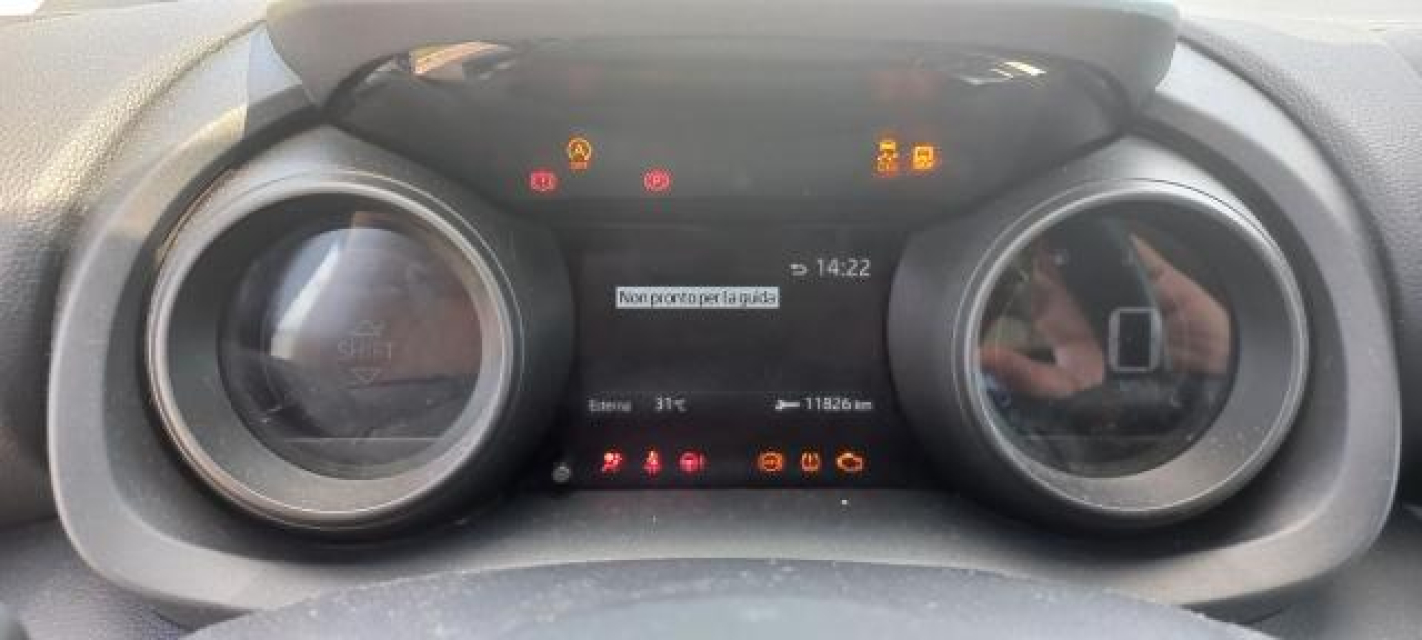 14:22
Non pronto per la guida
SHIFT
Esterna 31°C 11826 km